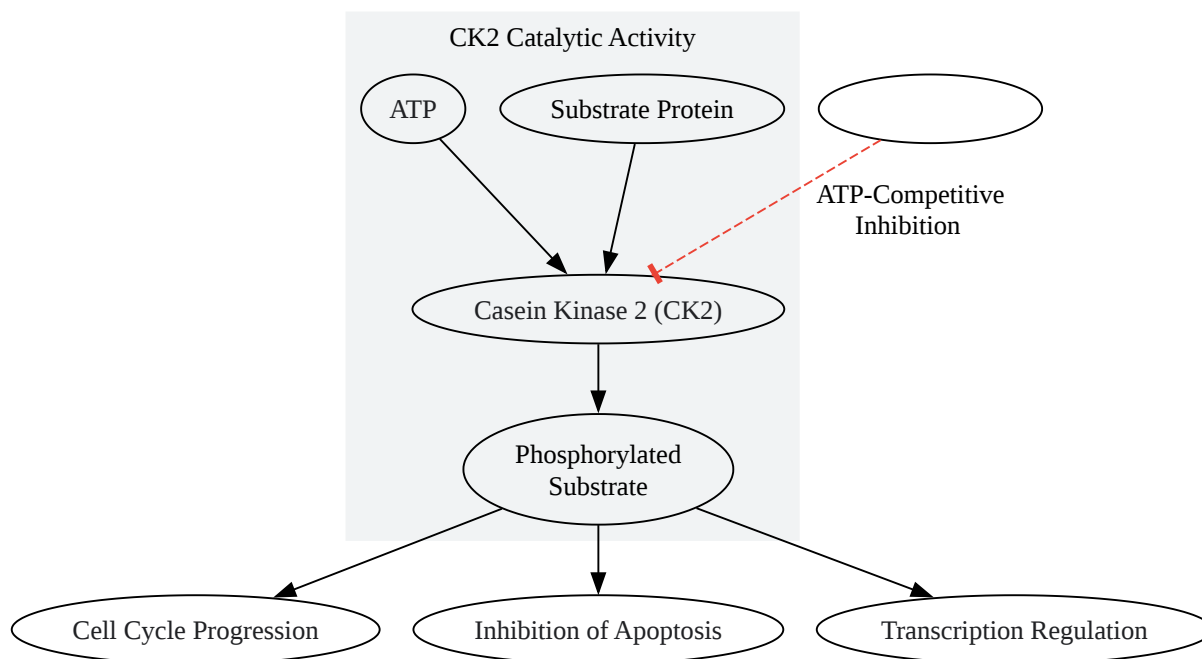 CK2 Catalytic Activity
ATP
Substrate Protein
ATP-Competitive
Inhibition
Casein Kinase 2 (CK2)
Phosphorylated
Substrate
Cell Cycle Progression
Inhibition of Apoptosis
Transcription Regulation